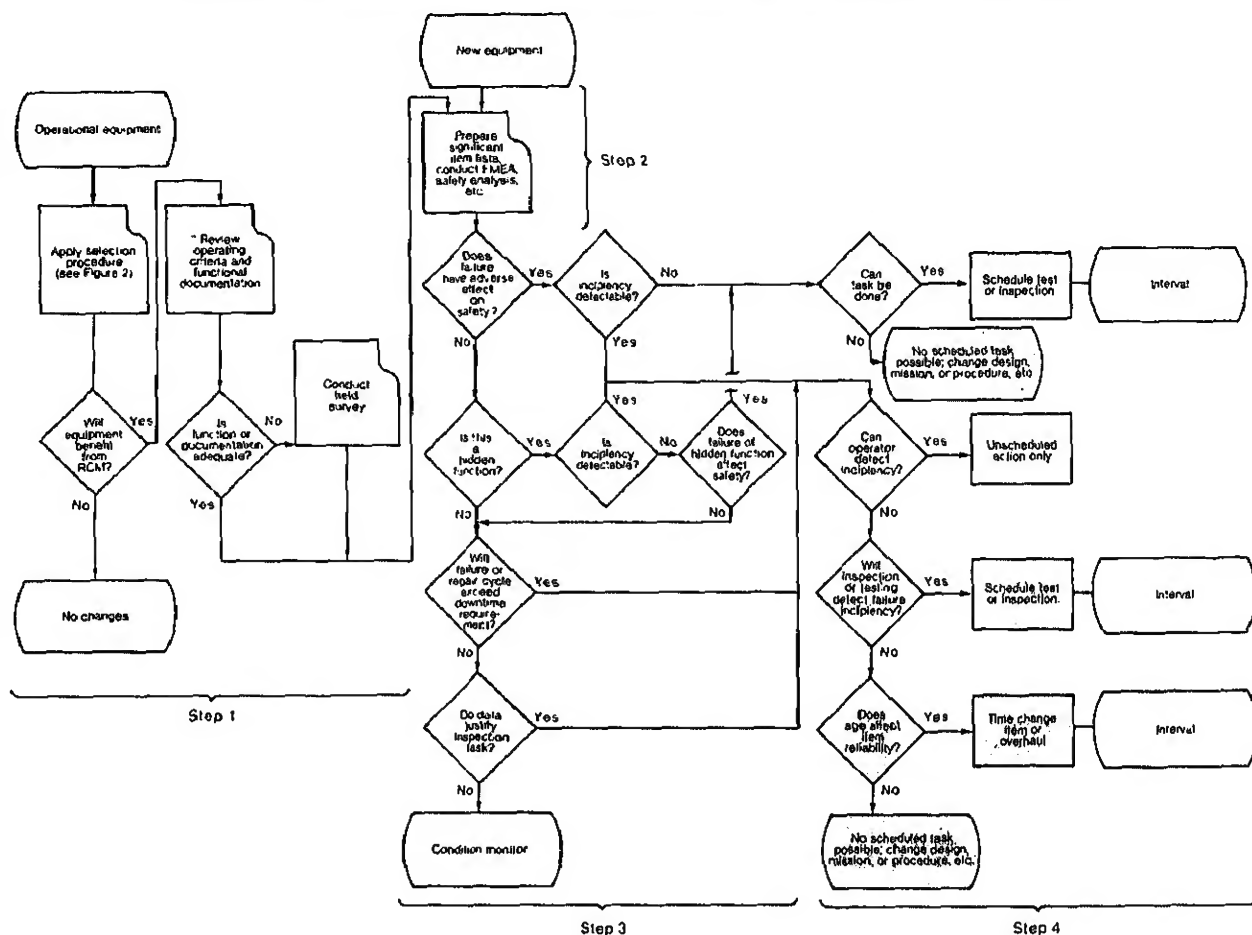 Operational equipment
Apply selection
procedure
(see Figure 2)
Will
equipment
benefit
from
RCM?
Yes
No
No changes
Review
operating
criteria and
functional
documentation
Is
function or
documentation
adequate?
No
Yes
Conduct
field
survey
Step 1
New equipment
Prepare
significant
item lists,
conduct FMEA,
safety analysis,
etc
Step 2
Does
failure
have adverse
effect
on
safety?
Yes
No
Is
incipiency
detectable?
No
Yes
Is this
a
hidden
function?
Yes
No
Is
incipiency
detectable?
Yes
No
Does
failure of
hidden function
affect
safety?
Yes
No
Will
failure or
repair cycle
exceed
downtime
require-
ment?
Yes
No
Do data
justify
inspection
task?
Yes
No
Condition monitor
Step 3
Can
task be
done?
Yes
No
Schedule test
or inspection
Interval
No scheduled task
possible; change design,
mission, or procedure, etc
Can
operator
detect
incipiency?
Yes
No
Unscheduled
action only
Will
inspection
or testing
detect failure
incipiency?
Yes
No
Schedule test
or inspection.
Interval
Does
age affect
item
reliability?
Yes
No
Time change
item or
overhaul
Interval
No scheduled task
possible; change design,
mission, or procedure, etc.
Step 4